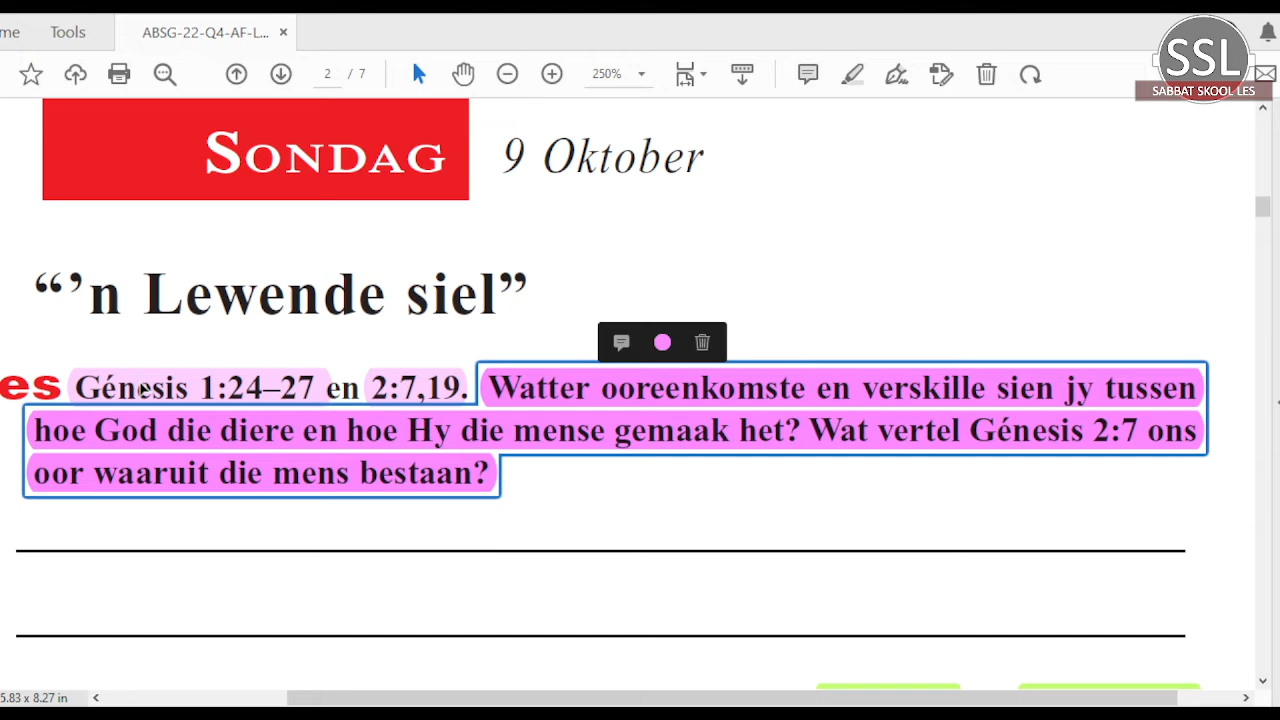 me Tools ABSG-22-Q4-AF-L... ×
2 / 7 250%
SSL
SABBAT SKOOL LES
SONDAG 9 Oktober
“’n Lewende siel”
es Génesis 1:24–27 en 2:7,19. Watter ooreenkomste en verskille sien jy tussen
hoe God die diere en hoe Hy die mense gemaak het? Wat vertel Génesis 2:7 ons
oor waaruit die mens bestaan?
5.83 x 8.27 in